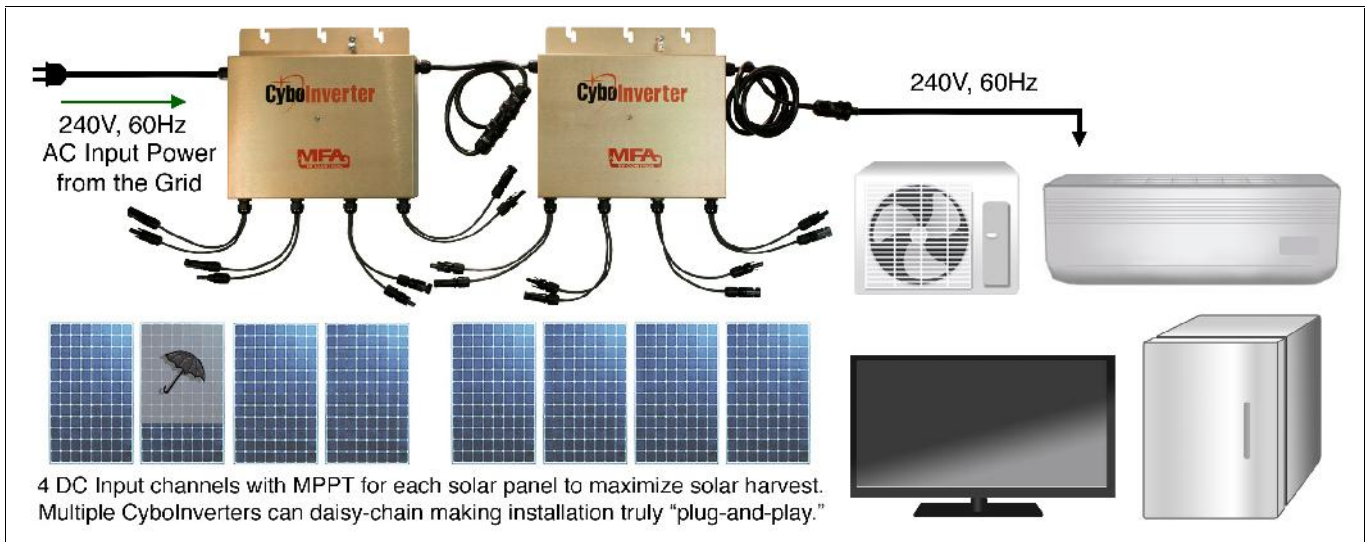 CyboInverter
CyboInverter
240V, 60Hz
240V, 60Hz
AC Input Power
from the Grid
MFA
MFA
4 DC Input channels with MPPT for each solar panel to maximize solar harvest.
Multiple CyboInverters can daisy-chain making installation truly “plug-and-play.”